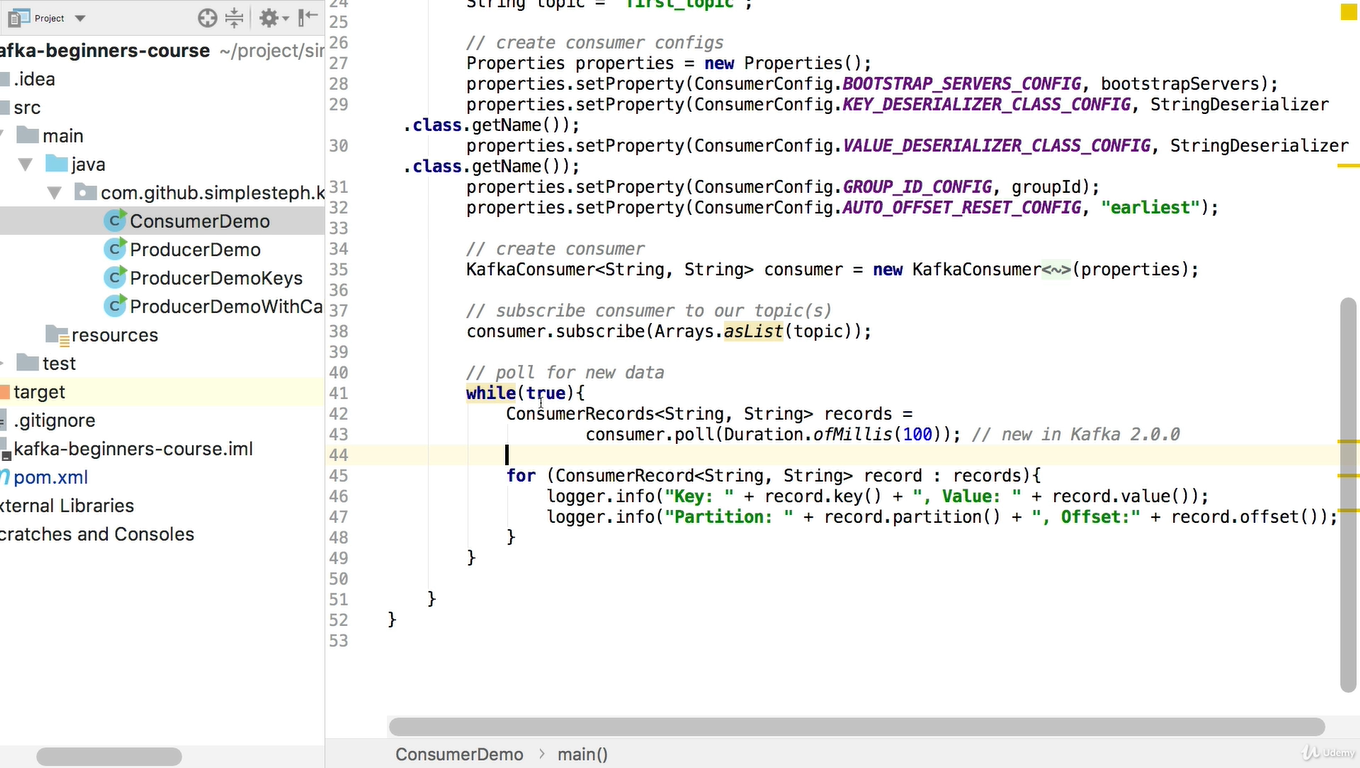 Project
afka-beginners-course ~/project/sin
.idea
src
main
java
com.github.simplesteph.k
ConsumerDemo
ProducerDemo
ProducerDemoKeys
ProducerDemoWithCa
resources
test
target
.gitignore
kafka-beginners-course.iml
pom.xml
xternal Libraries
cratches and Consoles
24 String topic = "first_topic";
25
26 // create consumer configs
27 Properties properties = new Properties();
28 properties.setProperty(ConsumerConfig.BOOTSTRAP_SERVERS_CONFIG, bootstrapServers);
29 properties.setProperty(ConsumerConfig.KEY_DESERIALIZER_CLASS_CONFIG, StringDeserializer
.class.getName());
30 properties.setProperty(ConsumerConfig.VALUE_DESERIALIZER_CLASS_CONFIG, StringDeserializer
.class.getName());
31 properties.setProperty(ConsumerConfig.GROUP_ID_CONFIG, groupId);
32 properties.setProperty(ConsumerConfig.AUTO_OFFSET_RESET_CONFIG, "earliest");
33
34 // create consumer
35 KafkaConsumer<String, String> consumer = new KafkaConsumer<~>(properties);
36
37 // subscribe consumer to our topic(s)
38 consumer.subscribe(Arrays.asList(topic));
39
40 // poll for new data
41 while(true){
42 ConsumerRecords<String, String> records =
43 consumer.poll(Duration.ofMillis(100)); // new in Kafka 2.0.0
44
45 for (ConsumerRecord<String, String> record : records){
46 logger.info("Key: " + record.key() + ", Value: " + record.value());
47 logger.info("Partition: " + record.partition() + ", Offset:" + record.offset());
48 }
49 }
50
51 }
52 }
53
ConsumerDemo > main()
Udemy